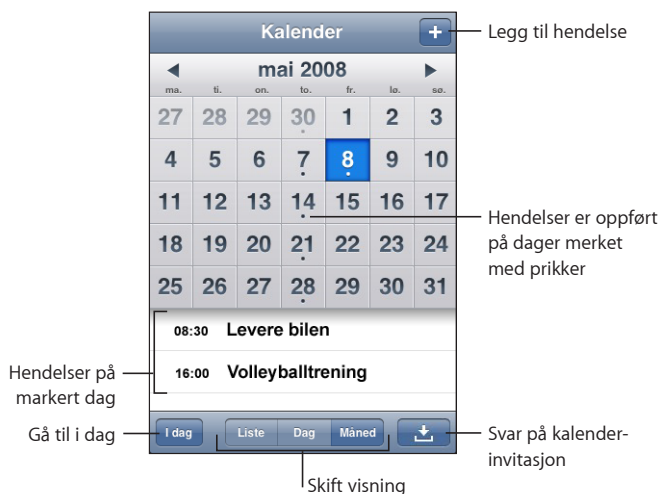 Kalender
+
Legg til hendelse
mai 2008
ma. ti. on. to. fr. lø. sø.
27 28 29 30 1 2 3
4 5 6 7 8 9 10
11 12 13 14 15 16 17
18 19 20 21 22 23 24
25 26 27 28 29 30 31
Hendelser er oppført
på dager merket
med prikker
08:30 Levere bilen
16:00 Volleyballtrening
Hendelser på
markert dag
Gå til i dag
I dag
Liste Dag Måned
Svar på kalender-
invitasjon
Skift visning